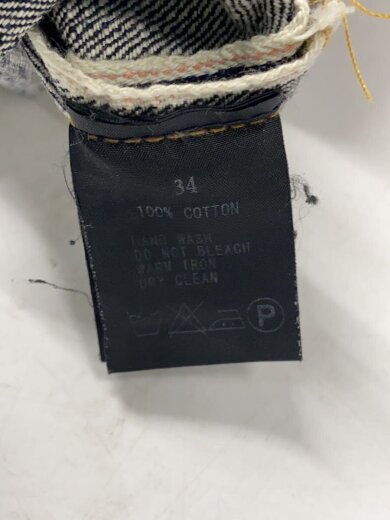 34
100% COTTON
HAND WASH
DO NOT BLEACH
WARM IRON
DRY CLEAN
P